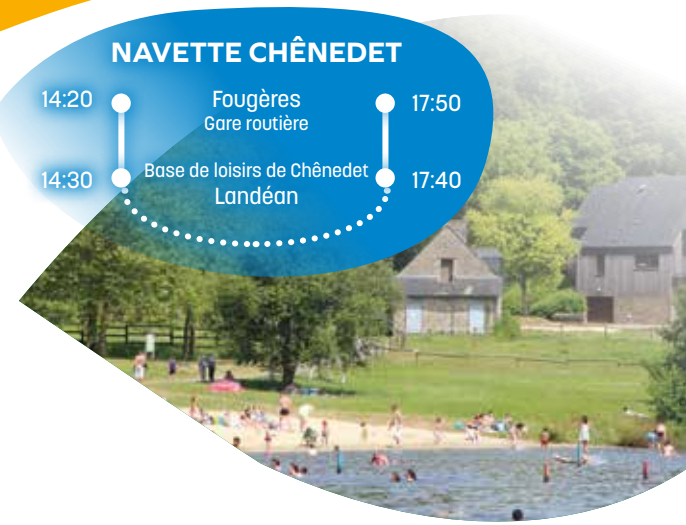 NAVETTE CHÊNEDET
14:20 Fougères 17:50
Gare routière
14:30 Base de loisirs de Chênedet 17:40
Landéan